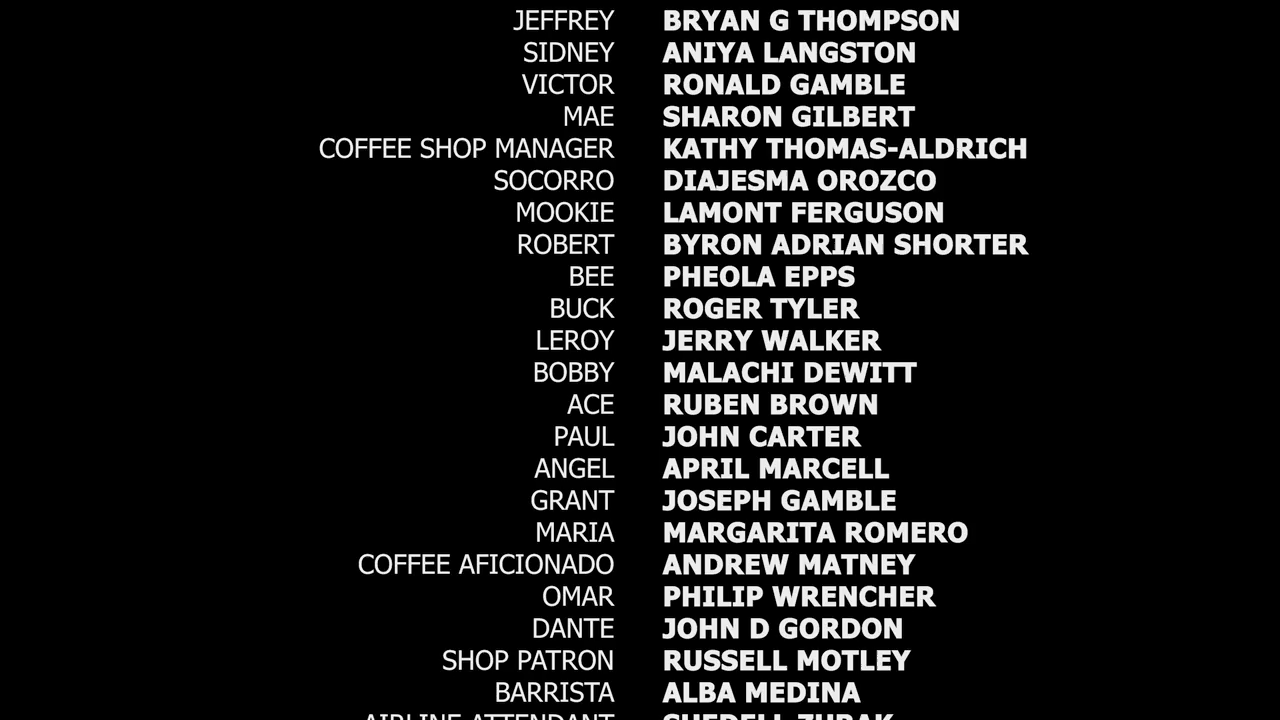 JEFFREY BRYAN G THOMPSON
SIDNEY ANIYA LANGSTON
VICTOR RONALD GAMBLE
MAE SHARON GILBERT
COFFEE SHOP MANAGER KATHY THOMAS-ALDRICH
SOCORRO DIAJESMA OROZCO
MOOKIE LAMONT FERGUSON
ROBERT BYRON ADRIAN SHORTER
BEE PHEOLA EPPS
BUCK ROGER TYLER
LEROY JERRY WALKER
BOBBY MALACHI DEWITT
ACE RUBEN BROWN
PAUL JOHN CARTER
ANGEL APRIL MARCELL
GRANT JOSEPH GAMBLE
MARIA MARGARITA ROMERO
COFFEE AFICIONADO ANDREW MATNEY
OMAR PHILIP WRENCHER
DANTE JOHN D GORDON
SHOP PATRON RUSSELL MOTLEY
BARRISTA ALBA MEDINA
AIRLINE ATTENDANT